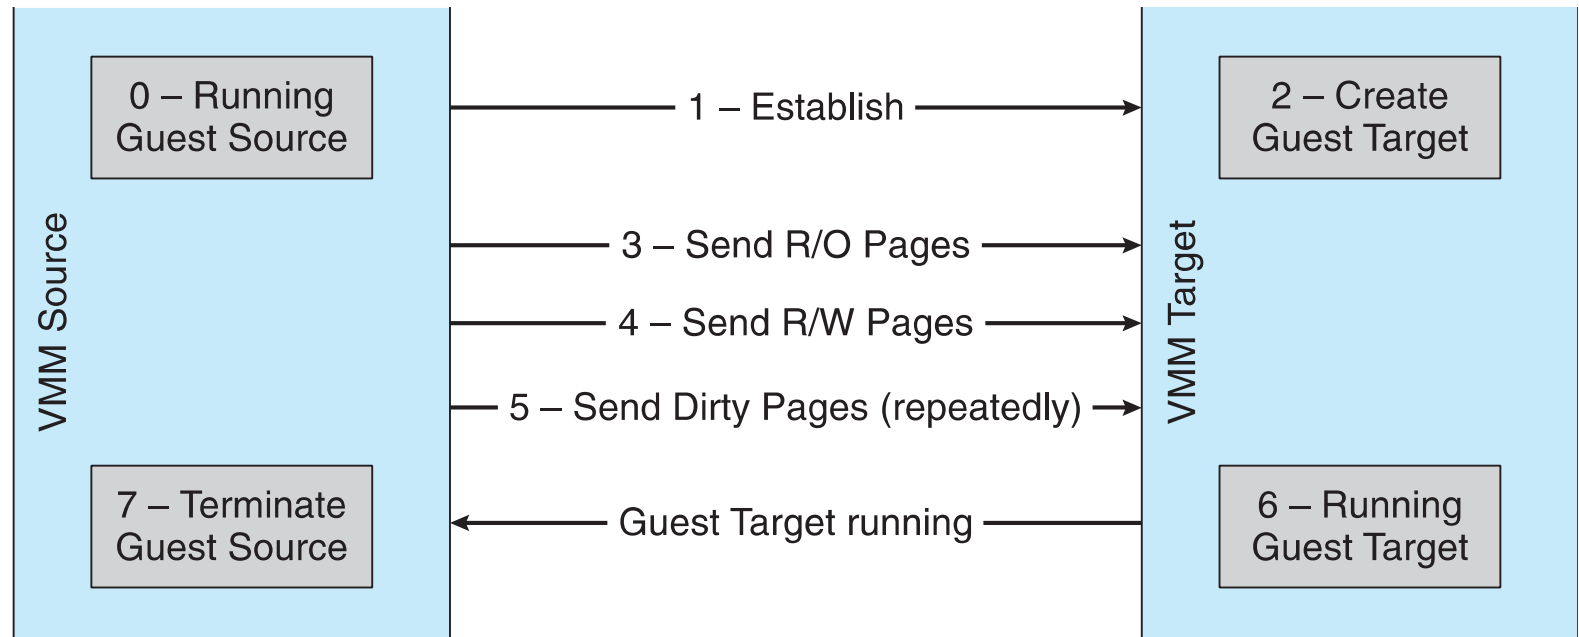 0 – Running
Guest Source
1 – Establish
2 – Create
Guest Target
VMM Source
3 – Send R/O Pages
4 – Send R/W Pages
5 – Send Dirty Pages (repeatedly)
VMM Target
7 – Terminate
Guest Source
Guest Target running
6 – Running
Guest Target